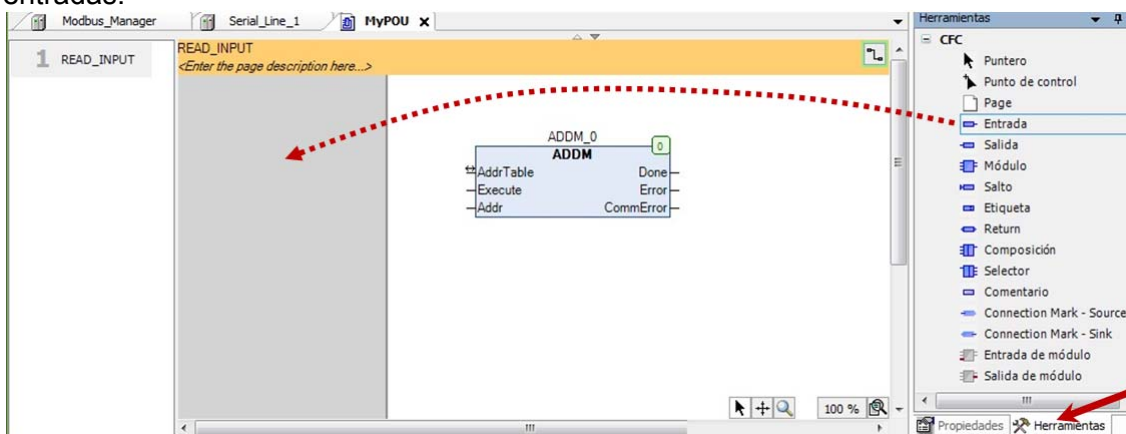 entradas.
Modbus_Manager Serial_Line_1 MyPOU
1 READ_INPUT
READ_INPUT
<Enter the page description here...>
ADDM_0
0
ADDM
AddrTable Done
Execute Error
Addr CommError
100 %
Herramientas
CFC
Puntero
Punto de control
Page
Entrada
Salida
Módulo
Salto
Etiqueta
Return
Composición
Selector
Comentario
Connection Mark - Source
Connection Mark - Sink
Entrada de módulo
Salida de módulo
Propiedades Herramientas